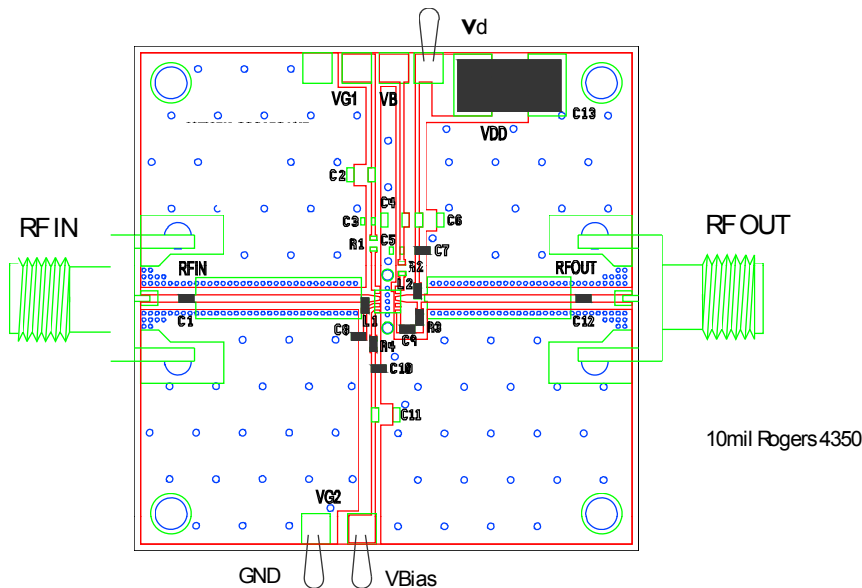 Vd
VG1
VB
C13
VDD
C2
C4
C3
C6
RF IN
RF OUT
R1
C5
C7
RFIN
R2
RFOUT
L2
C1
L1
C12
C8
C9
R3
R4
C10
C11
10mil Rogers 4350
VG2
GND
VBias